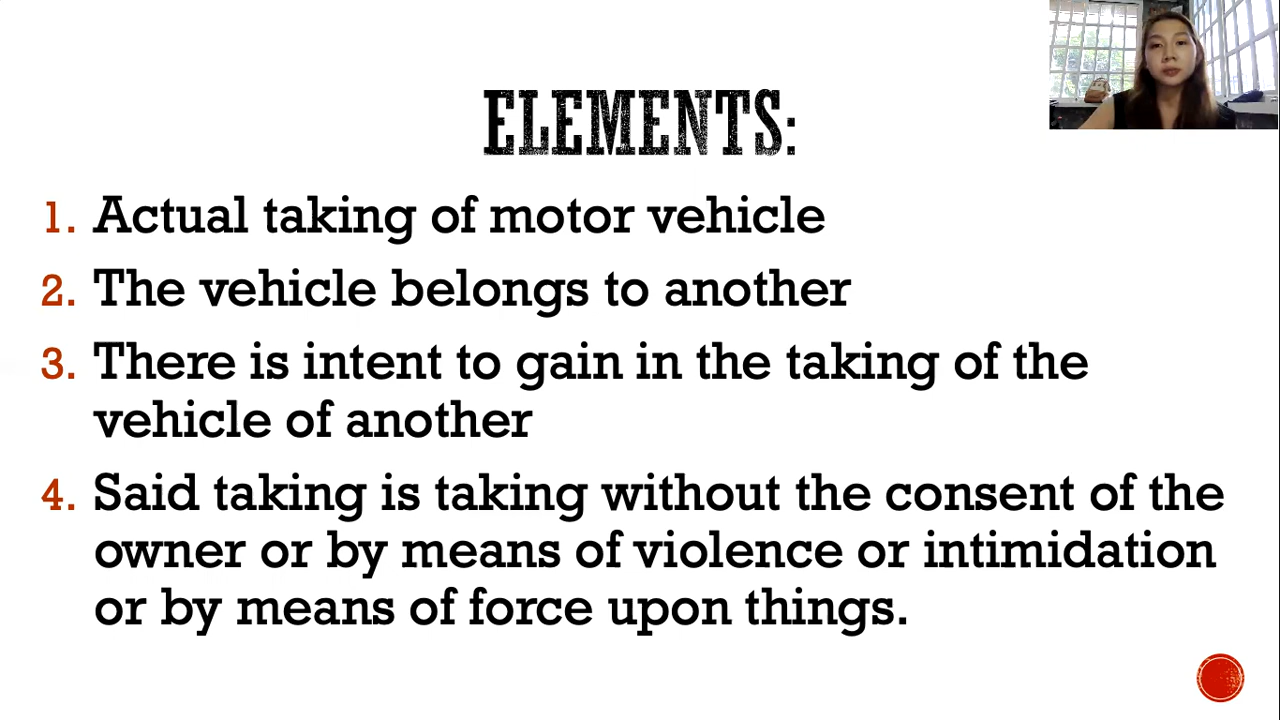 ELEMENTS:
1. Actual taking of motor vehicle
2. The vehicle belongs to another
3. There is intent to gain in the taking of the
vehicle of another
4. Said taking is taking without the consent of the
owner or by means of violence or intimidation
or by means of force upon things.